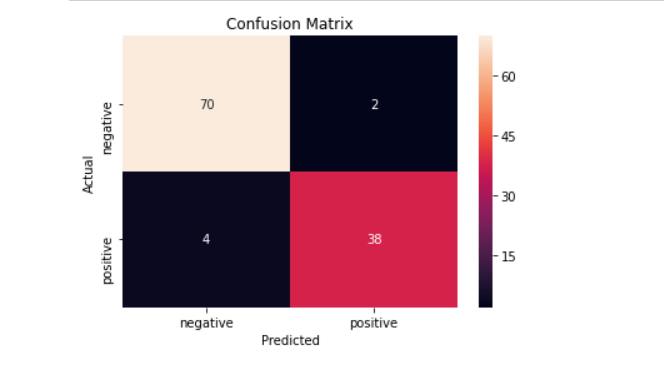 Confusion Matrix
negative
70
2
60
45
Actual
30
positive
4
38
15
negative
positive
Predicted